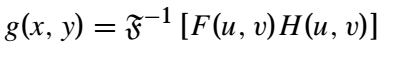 g(x, y) = 𝔉⁻¹ [F(u, v)H(u, v)]